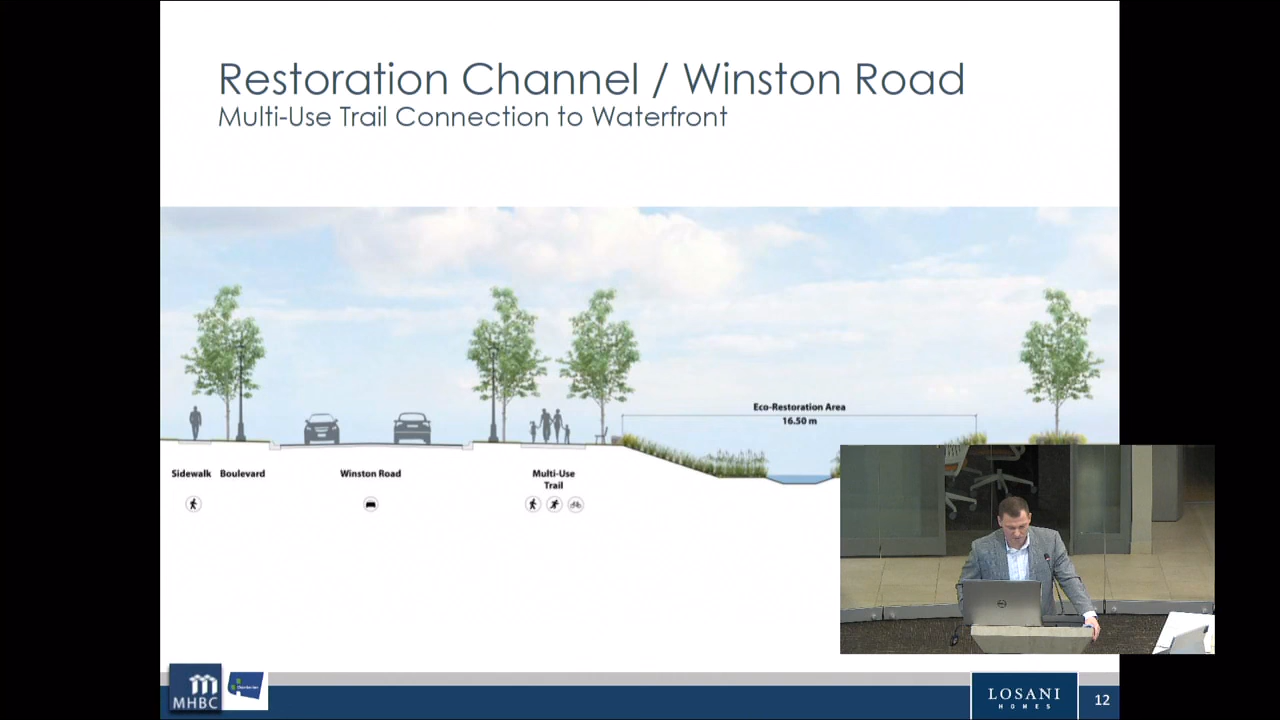 Restoration Channel / Winston Road
Multi-Use Trail Connection to Waterfront
Eco-Restoration Area
16.50 m
Sidewalk Boulevard Winston Road Multi-Use
Trail
MHBC
LOSANI
HOMES
12